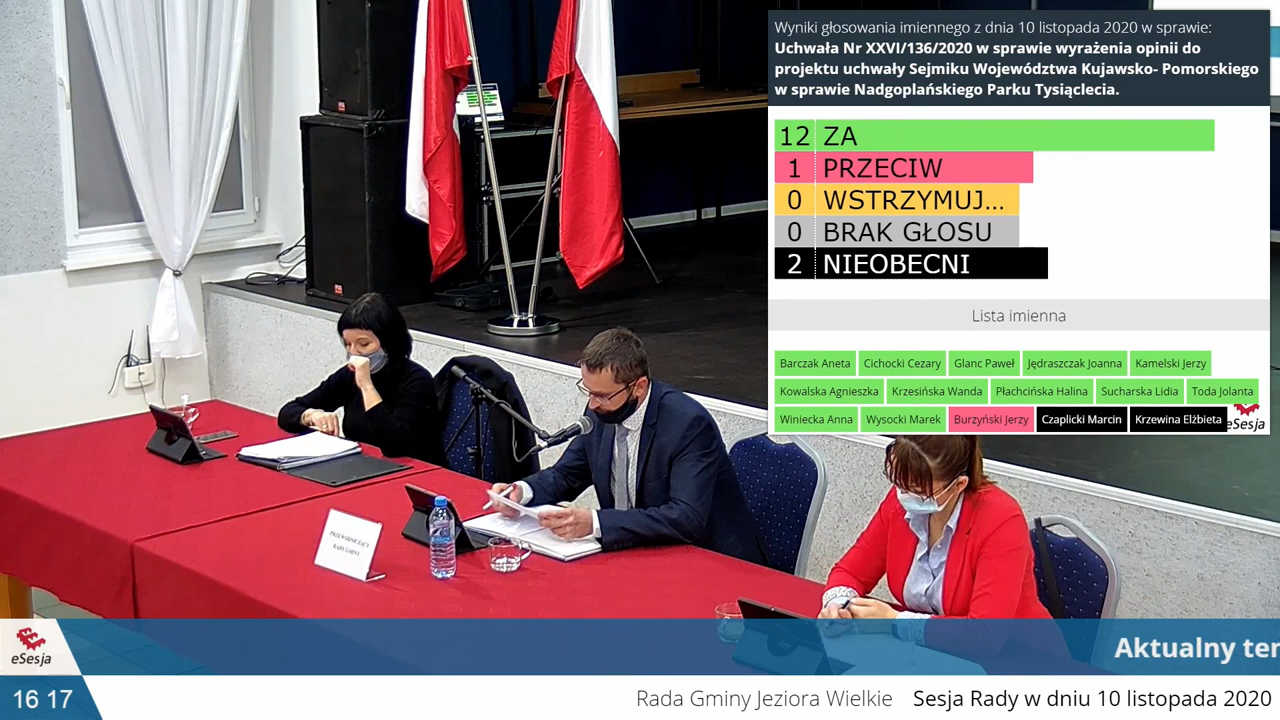 Wyniki głosowania imiennego z dnia 10 listopada 2020 w sprawie:
Uchwała Nr XXVI/136/2020 w sprawie wyrażenia opinii do
projektu uchwały Sejmiku Województwa Kujawsko- Pomorskiego
w sprawie Nadgoplańskiego Parku Tysiąclecia.
12 ZA
1 PRZECIW
0 WSTRZYMUJ...
0 BRAK GŁOSU
2 NIEOBECNI
Lista imienna
Barczak Aneta Cichocki Cezary Glanc Paweł Jędraszczak Joanna Kamelski Jerzy
Kowalska Agnieszka Krzesińska Wanda Płachcińska Halina Sucharska Lidia Toda Jolanta
Winiecka Anna Wysocki Marek Burzyński Jerzy Czaplicki Marcin Krzewina Elżbieta
eSesja
PRZEWODNICZĄCY
RADY GMINY
Aktualny ter
eSesja
16 17
Rada Gminy Jeziora Wielkie Sesja Rady w dniu 10 listopada 2020